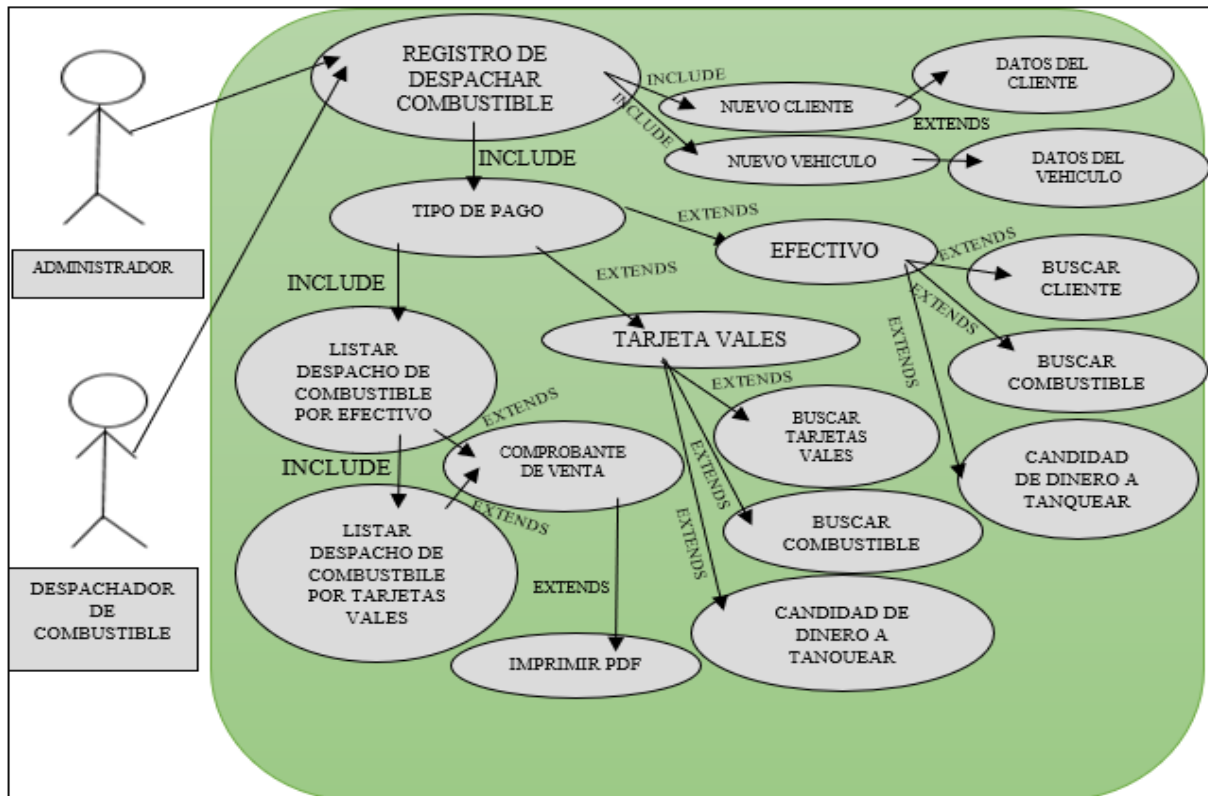 REGISTRO DE
DESPACHAR
COMBUSTIBLE
INCLUDE
NUEVO CLIENTE
DATOS DEL
CLIENTE
EXTENDS
INCLUDE
NUEVO VEHICULO
DATOS DEL
VEHICULO
INCLUDE
TIPO DE PAGO
EXTENDS
EFECTIVO
EXTENDS
BUSCAR
CLIENTE
EXTENDS
BUSCAR
COMBUSTIBLE
EXTENDS
CANDIDAD
DE DINERO A
TANQUEAR
ADMINISTRADOR
INCLUDE
EXTENDS
TARJETA VALES
LISTAR
DESPACHO DE
COMBUSTIBLE
POR EFECTIVO
EXTENDS
EXTENDS
BUSCAR
TARJETAS
VALES
INCLUDE
COMPROBANTE
DE VENTA
EXTENDS
EXTENDS
BUSCAR
COMBUSTIBLE
LISTAR
DESPACHO DE
COMBUSTBILE
POR TARJETAS
VALES
EXTENDS
EXTENDS
CANDIDAD DE
DINERO A
TANQUEAR
IMPRIMIR PDF
DESPACHADOR
DE
COMBUSTIBLE